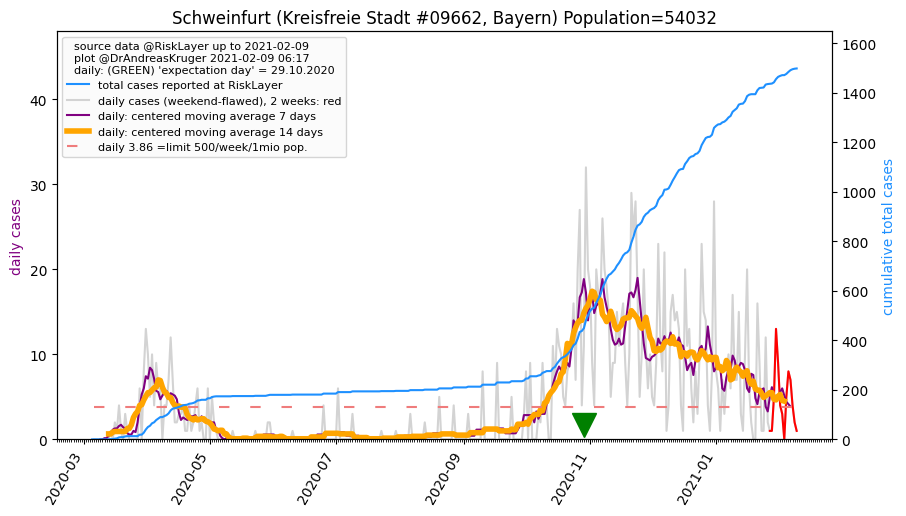 Schweinfurt (Kreisfreie Stadt #09662, Bayern) Population=54032
source data @RiskLayer up to 2021-02-09
plot @DrAndreasKruger 2021-02-09 06:17
daily: (GREEN) 'expectation day' = 29.10.2020
total cases reported at RiskLayer
daily cases (weekend-flawed), 2 weeks: red
daily: centered moving average 7 days
daily: centered moving average 14 days
daily 3.86 =limit 500/week/1mio pop.
daily cases
40
30
20
10
0
cumulative total cases
1600
1400
1200
1000
800
600
400
200
0
2020-03
2020-05
2020-07
2020-09
2020-11
2021-01